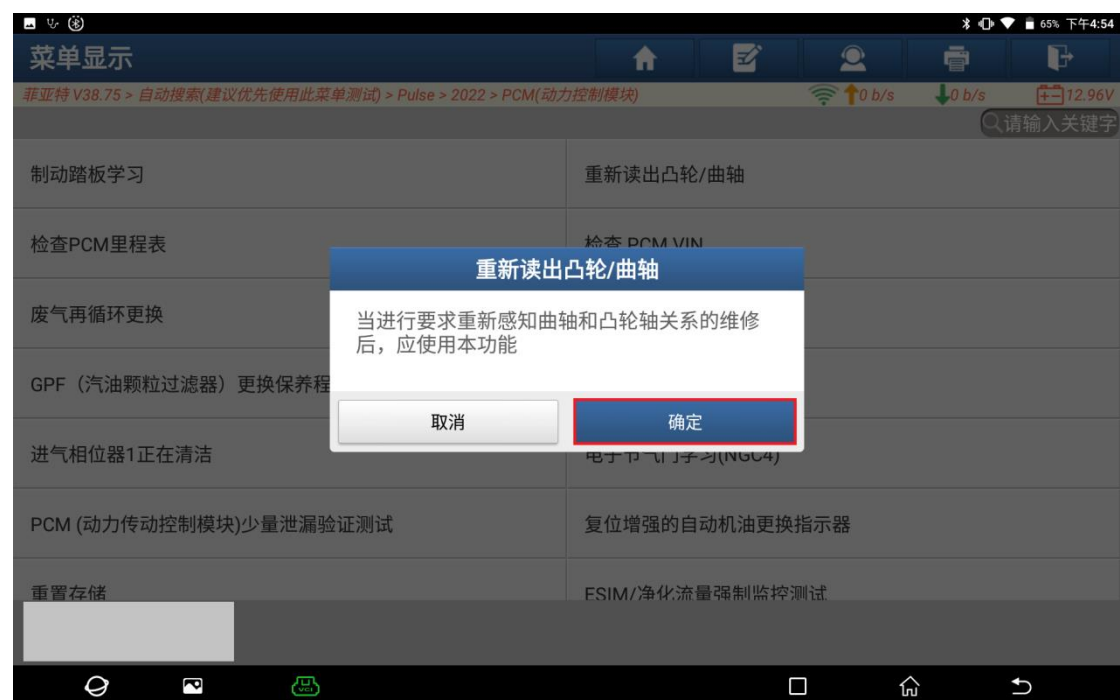 65% 下午4:54
菜单显示
菲亚特 V38.75 > 自动搜索(建议优先使用此菜单测试) > Pulse > 2022 > PCM(动力控制模块)
0 b/s
0 b/s
12.96V
请输入关键字
制动踏板学习
重新读出凸轮/曲轴
检查PCM里程表
检查 PCM VIN
重新读出凸轮/曲轴
废气再循环更换
当进行要求重新感知曲轴和凸轮轴关系的维修
后，应使用本功能
GPF（汽油颗粒过滤器）更换保养程
取消
确定
进气相位器1正在清洁
电子节气门学习(NGC4)
PCM (动力传动控制模块)少量泄漏验证测试
复位增强的自动机油更换指示器
重置存储
ESIM/净化流量强制监控测试
VCI